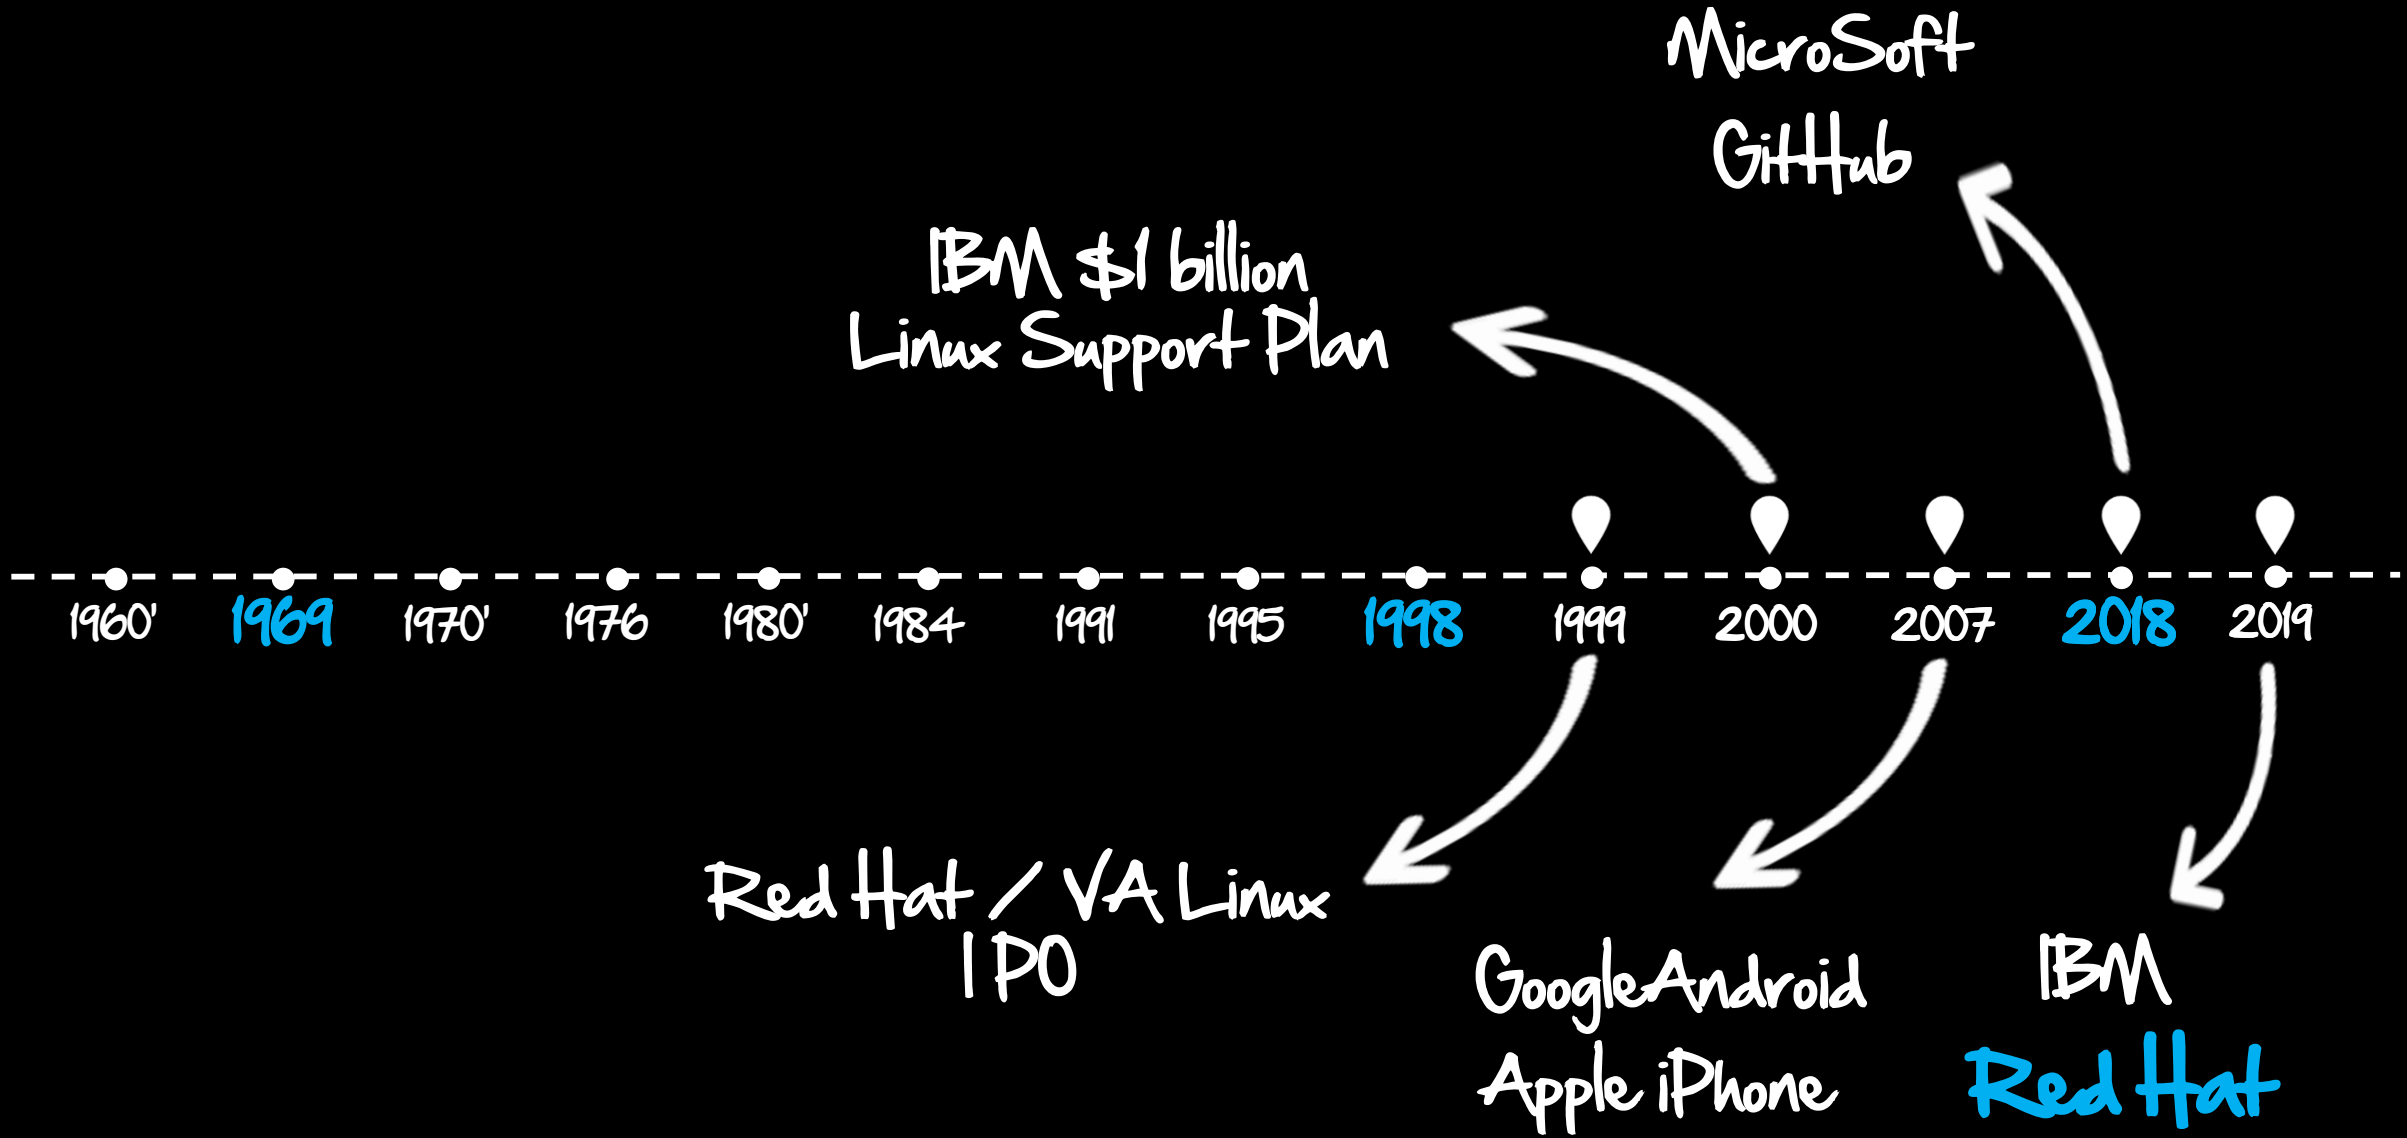 MicroSoft
GitHub
IBM $1 billion
Linux Support Plan
1960' 1969 1970' 1976 1980' 1984 1991 1995 1998 1999 2000 2007 2018 2019
Red Hat / VA Linux
IPO
GoogleAndroid
Apple iPhone
IBM
Red Hat